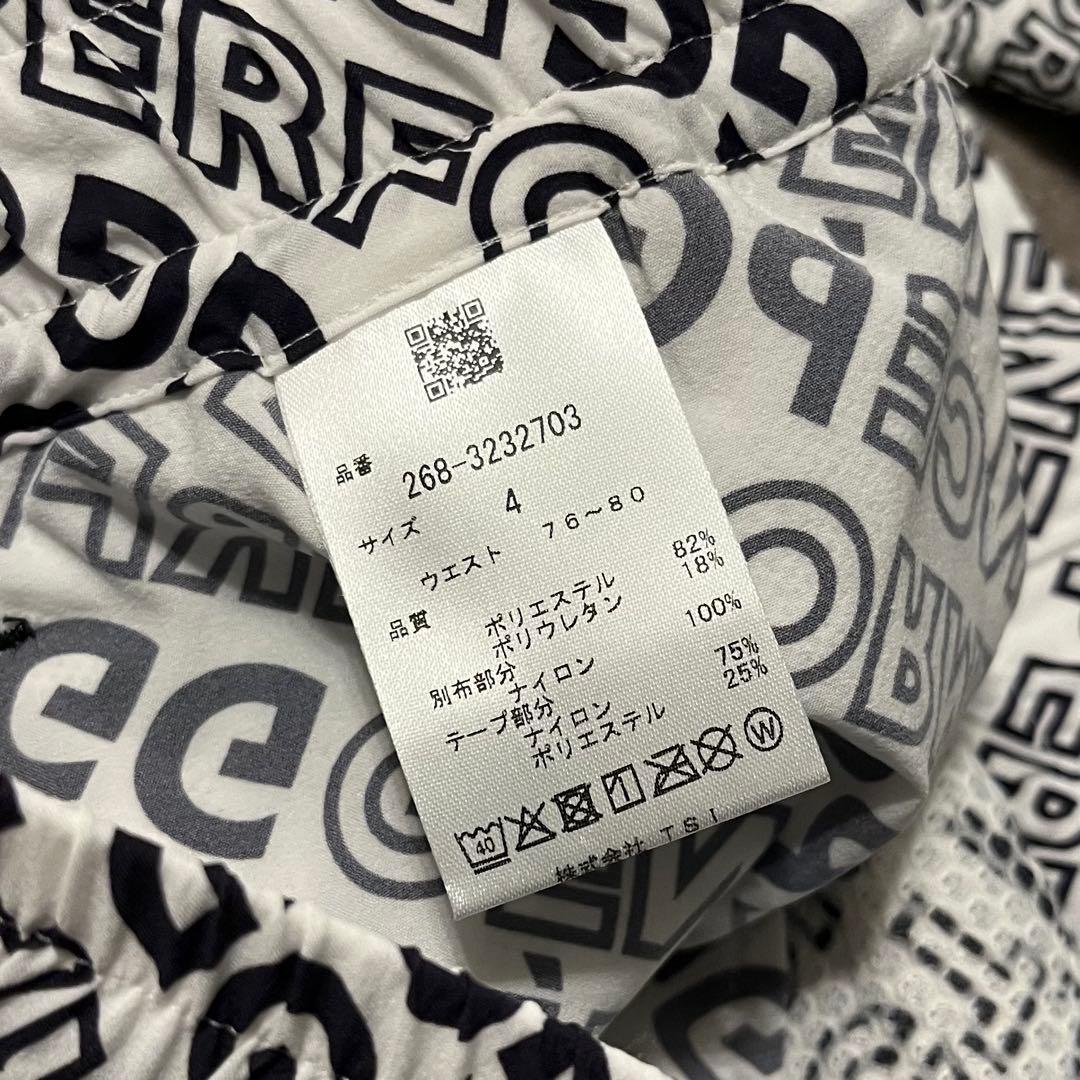 品番 268-3232703
サイズ 4
ウエスト 76~80
品質 ポリエステル 82%
ポリウレタン 18%
別布部分
ナイロン 100%
テープ部分
ナイロン 75%
ポリエステル 25%
40 1 W
株式会社 TSI